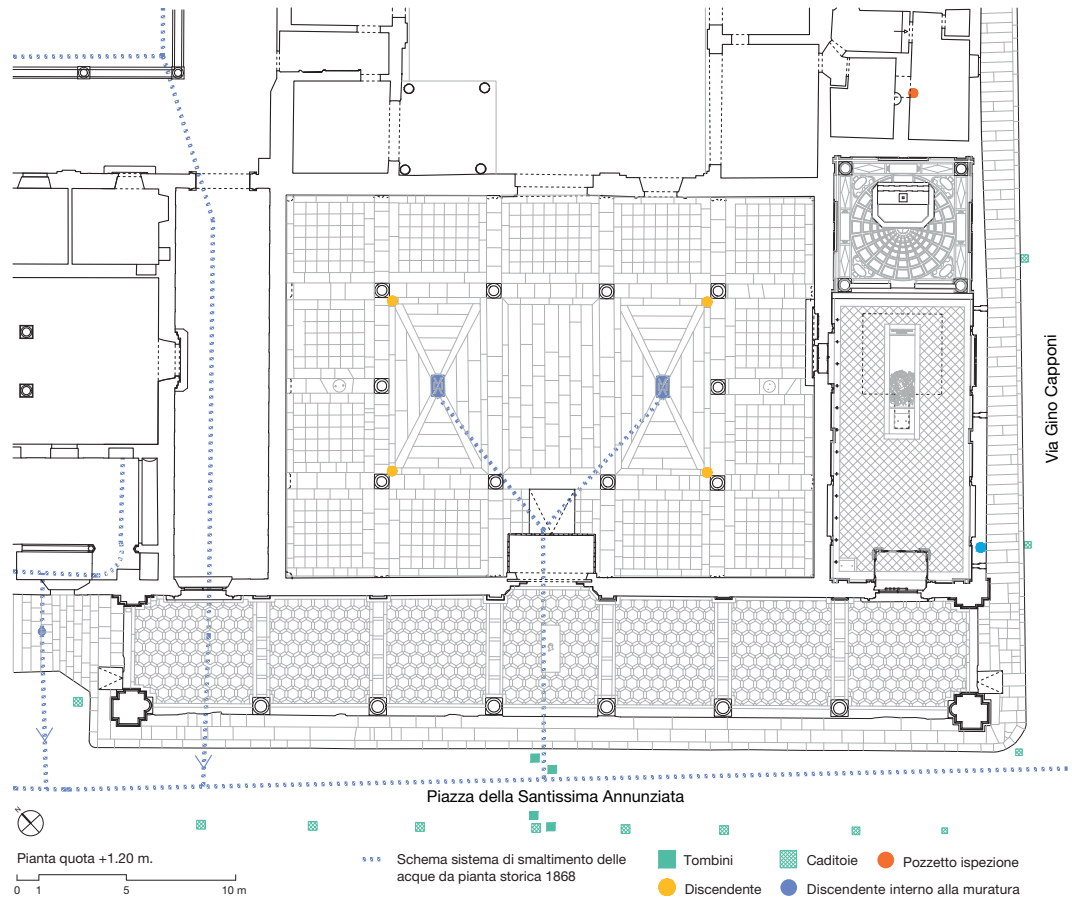 Via Gino Capponi
Piazza della Santissima Annunziata
N
Pianta quota +1.20 m.
0 1 5 10 m
Schema sistema di smaltimento delle
acque da pianta storica 1868
Tombini
Caditoie
Pozzetto ispezione
Discendente
Discendente interno alla muratura